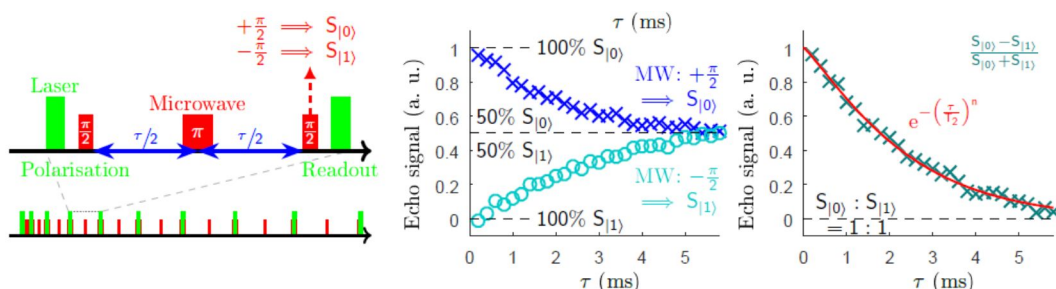 +π/2 ⟹ S|0⟩
−π/2 ⟹ S|1⟩
Laser
Microwave
π/2
τ/2
π
τ/2
π/2
Polarisation
Readout
τ (ms)
Echo signal (a. u.)
1
0.8
0.6
0.4
0.2
0
100% S|0⟩
MW: +π/2
⟹ S|0⟩
50% S|0⟩
50% S|1⟩
MW: −π/2
⟹ S|1⟩
100% S|1⟩
0 1 2 3 4 5
τ (ms)
Echo signal (a. u.)
1
0.8
0.6
0.4
0.2
0
S|0⟩−S|1⟩
S|0⟩+S|1⟩
e−(τ/T2)n
S|0⟩ : S|1⟩
= 1 : 1
0 1 2 3 4 5
τ (ms)